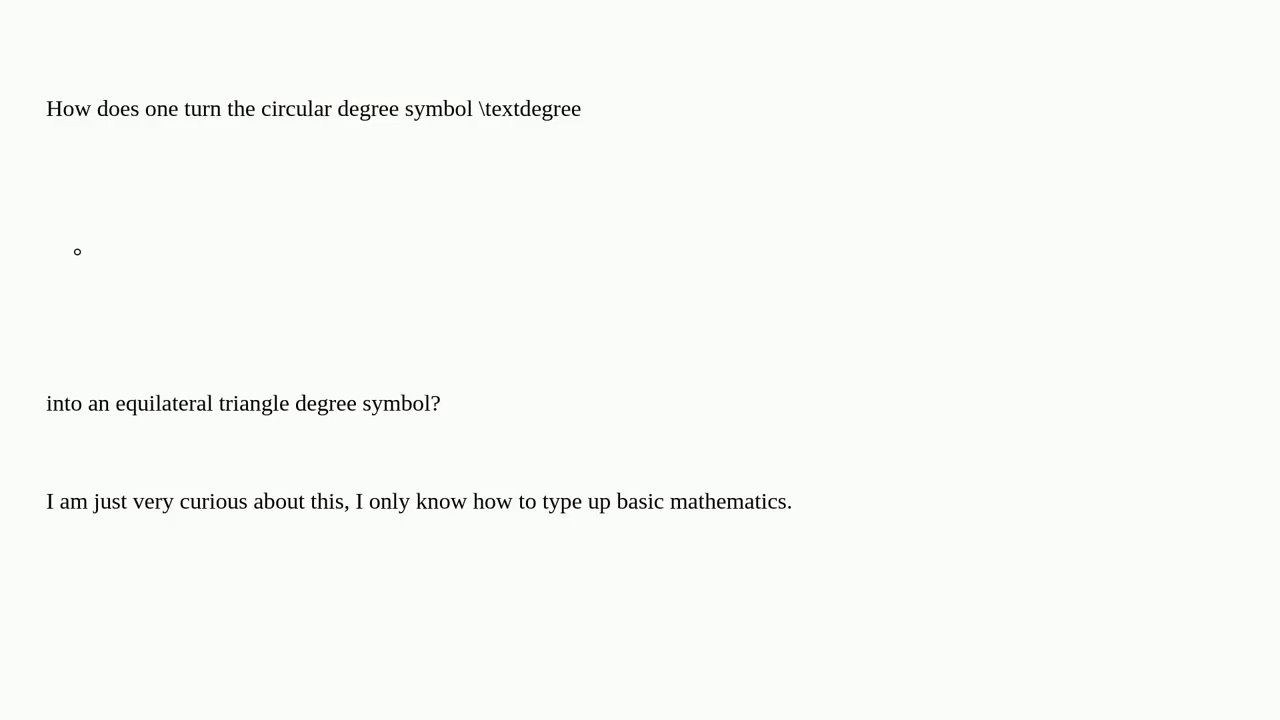 How does one turn the circular degree symbol \textdegree
°
into an equilateral triangle degree symbol?
I am just very curious about this, I only know how to type up basic mathematics.